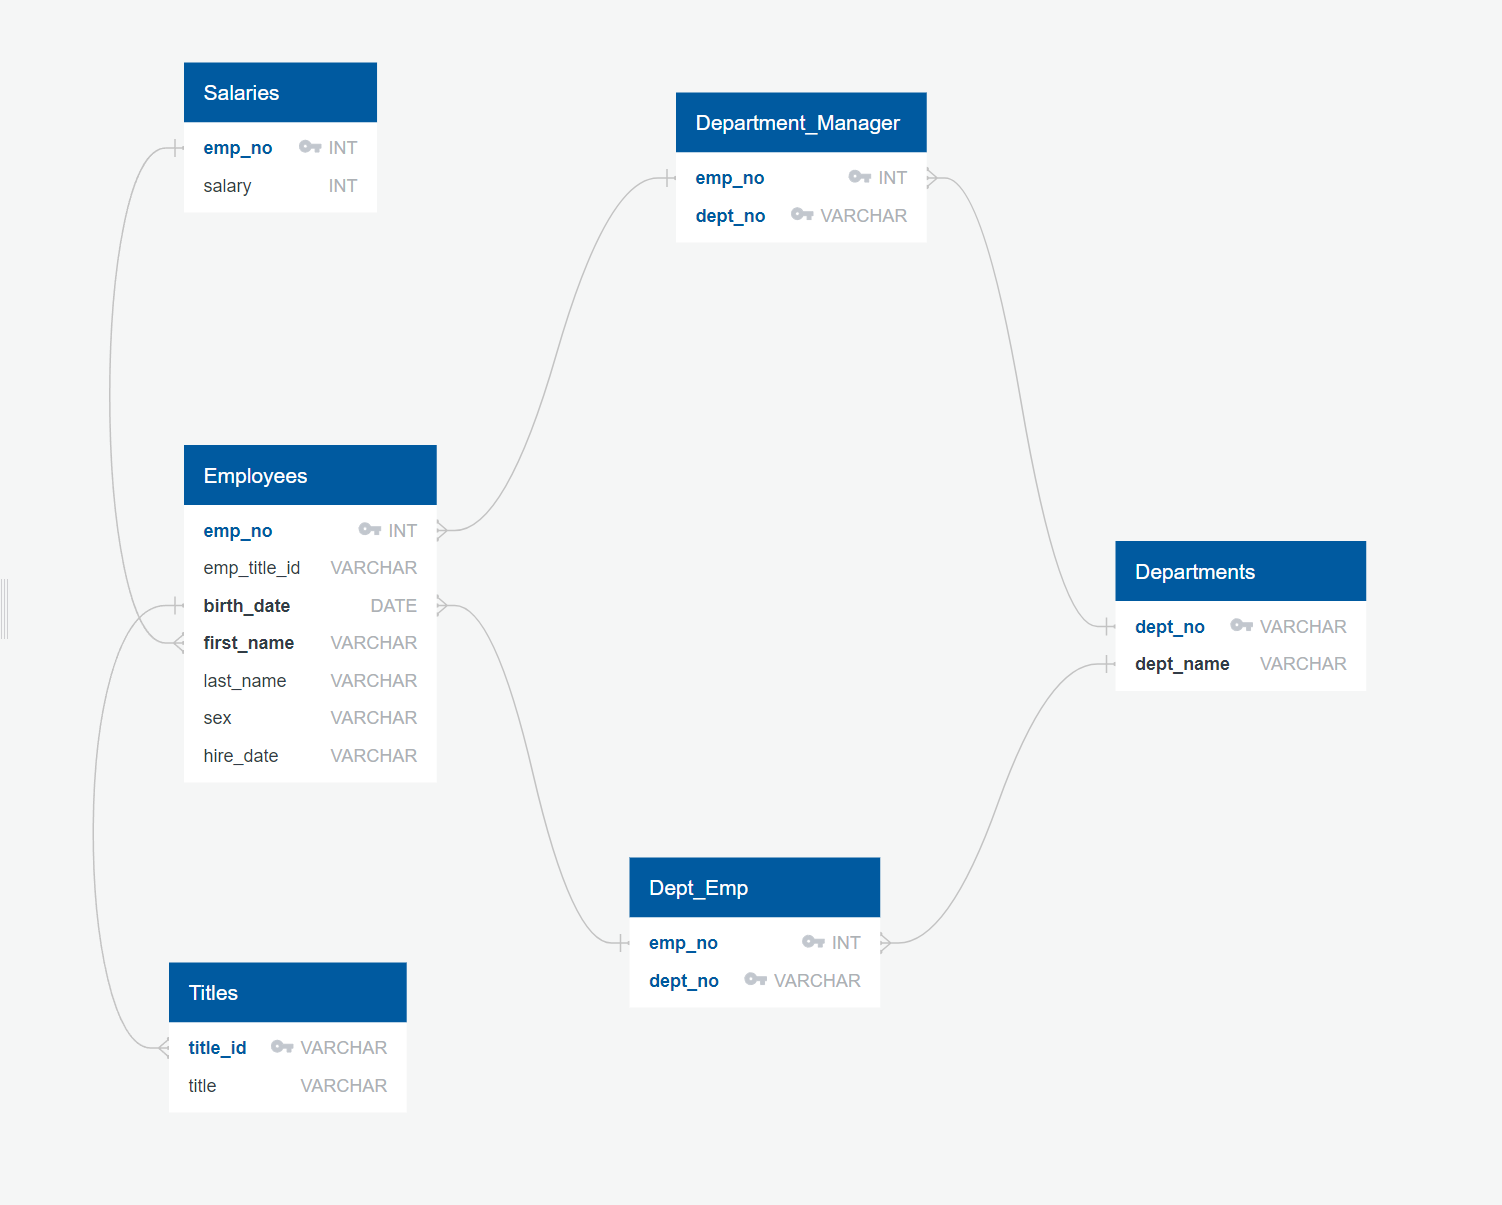 Salaries
emp_no INT
salary INT
Department_Manager
emp_no INT
dept_no VARCHAR
Employees
emp_no INT
emp_title_id VARCHAR
birth_date DATE
first_name VARCHAR
last_name VARCHAR
sex VARCHAR
hire_date VARCHAR
Departments
dept_no VARCHAR
dept_name VARCHAR
Dept_Emp
emp_no INT
dept_no VARCHAR
Titles
title_id VARCHAR
title VARCHAR